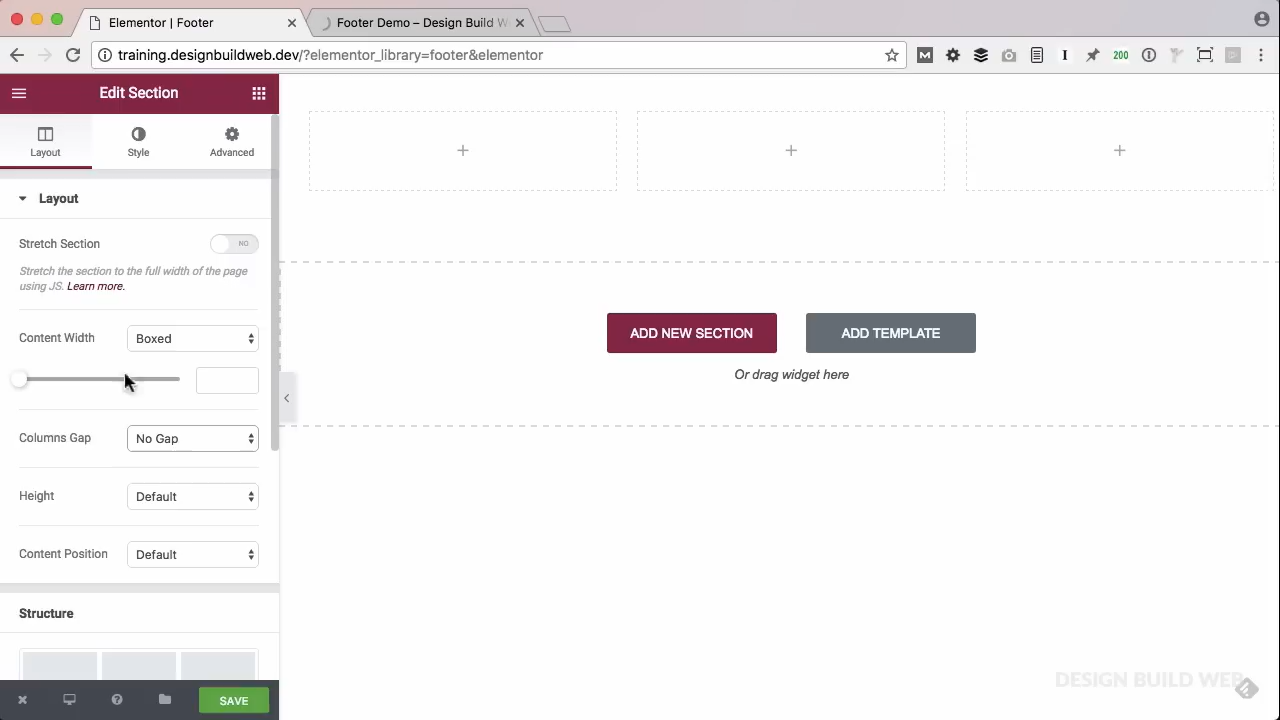 Elementor | Footer
Footer Demo – Design Build W
training.designbuildweb.dev/?elementor_library=footer&elementor
200
Edit Section
Layout
Style
Advanced
Layout
Stretch Section
NO
Stretch the section to the full width of the page
using JS. Learn more.
Content Width
Boxed
Columns Gap
No Gap
Height
Default
Content Position
Default
Structure
SAVE
ADD NEW SECTION
ADD TEMPLATE
Or drag widget here
DESIGN BUILD WEB